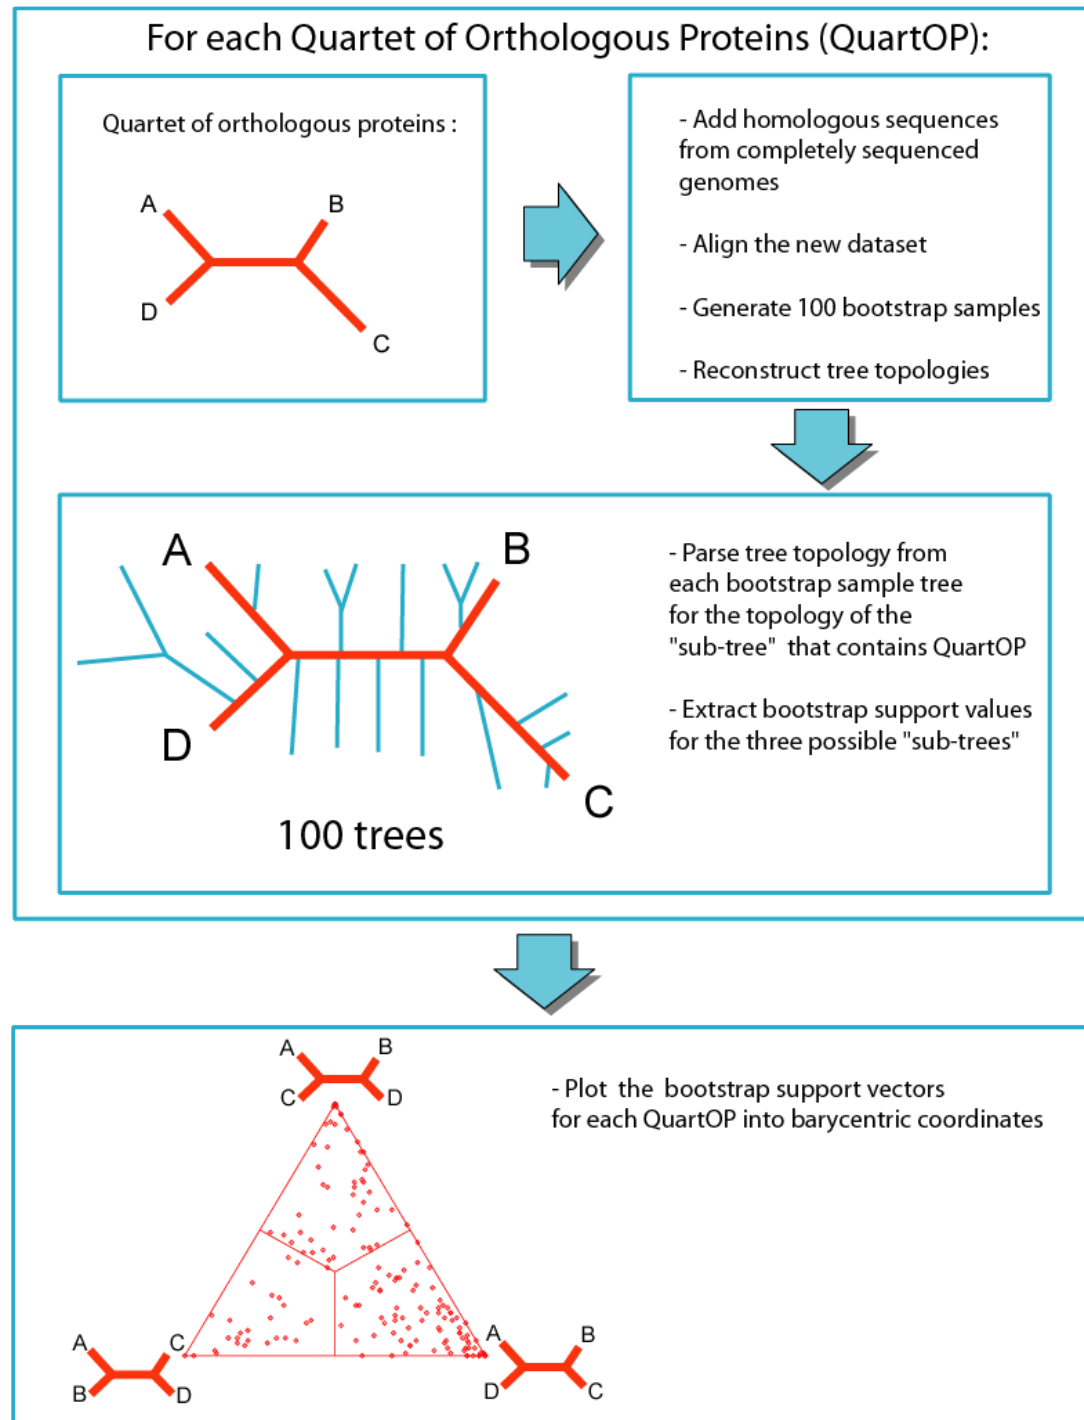 For each Quartet of Orthologous Proteins (QuartOP):
Quartet of orthologous proteins :
A
B
D
C
- Add homologous sequences
from completely sequenced
genomes
- Align the new dataset
- Generate 100 bootstrap samples
- Reconstruct tree topologies
A
B
D
C
100 trees
- Parse tree topology from
each bootstrap sample tree
for the topology of the
"sub-tree" that contains QuartOP
- Extract bootstrap support values
for the three possible "sub-trees"
A
B
C
D
- Plot the bootstrap support vectors
for each QuartOP into barycentric coordinates
A
C
B
D
A
B
D
C